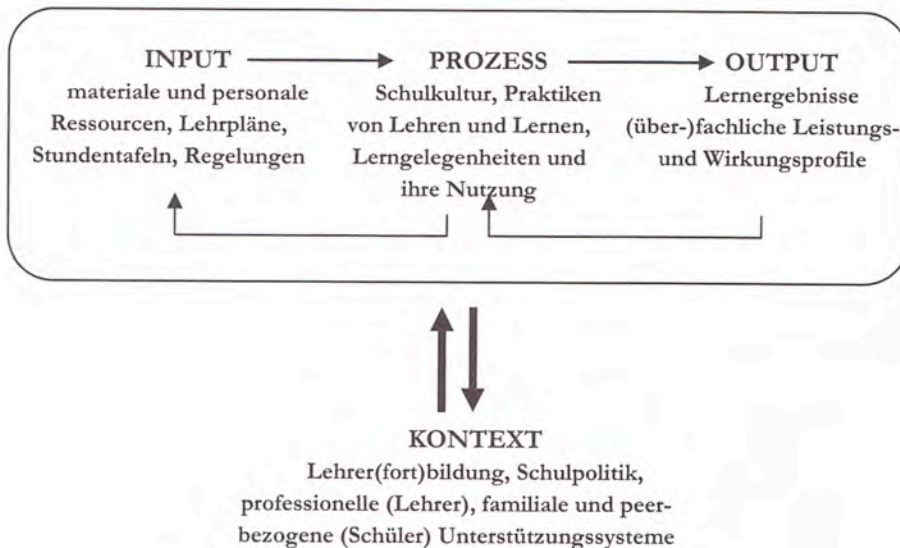 INPUT
materiale und personale
Ressourcen, Lehrpläne,
Stundentafeln, Regelungen
PROZESS
Schulkultur, Praktiken
von Lehren und Lernen,
Lerngelegenheiten und
ihre Nutzung
OUTPUT
Lernergebnisse
(über-)fachliche Leistungs-
und Wirkungsprofile
KONTEXT
Lehrer(fort)bildung, Schulpolitik,
professionelle (Lehrer), familiale und peer-
bezogene (Schüler) Unterstützungssysteme